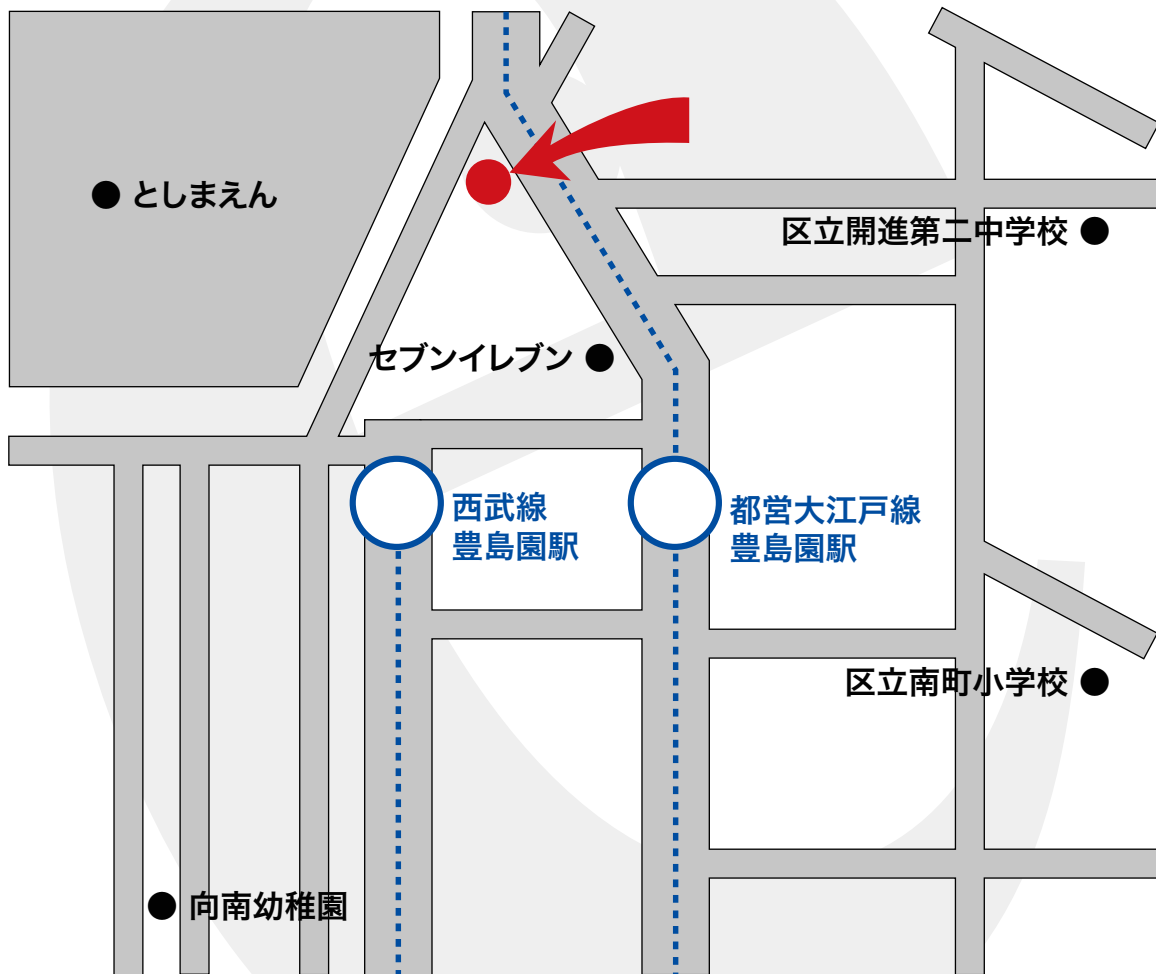 としまえん
区立開進第二中学校
セブンイレブン
西武線
豊島園駅
都営大江戸線
豊島園駅
区立南町小学校
向南幼稚園